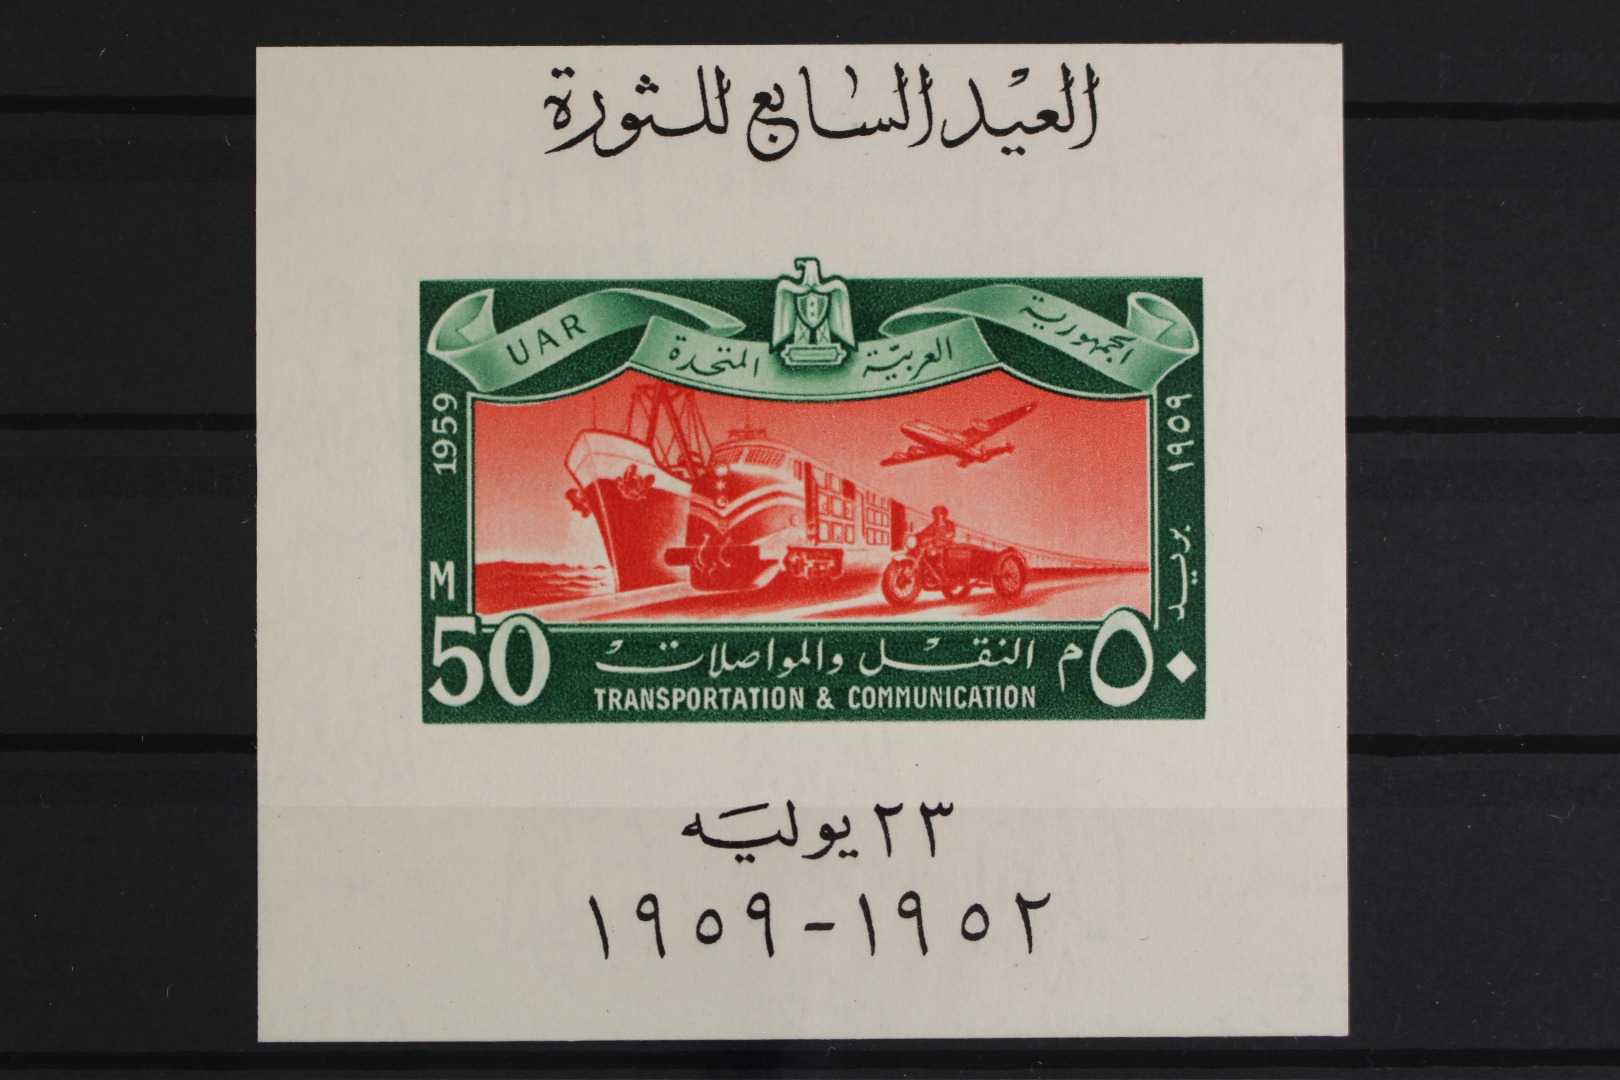 العيد السابع للثورة
UAR
الجمهورية
العربية المتحدة
1959
١٩٥٩
بريد
M
50
٥٠م
النقل والمواصلات
TRANSPORTATION & COMMUNICATION
٢٣ يوليه
١٩٥٢-١٩٥٩